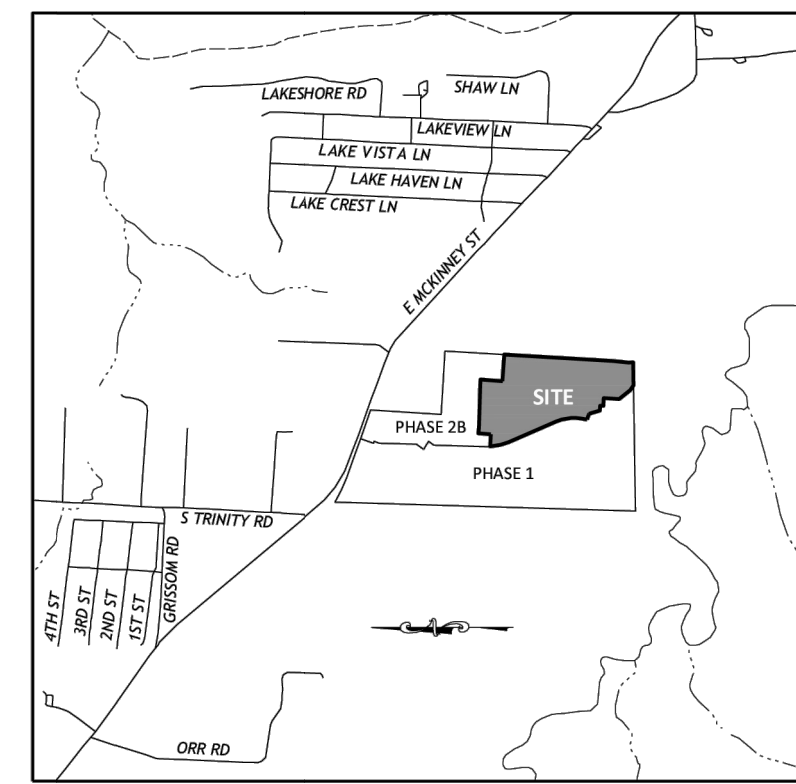 LAKESHORE RD
SHAW LN
LAKEVIEW LN
LAKE VISTA LN
LAKE HAVEN LN
LAKE CREST LN
E MCKINNEY ST
SITE
PHASE 2B
PHASE 1
S TRINITY RD
GRISSOM RD
4TH ST
3RD ST
2ND ST
1ST ST
ORR RD